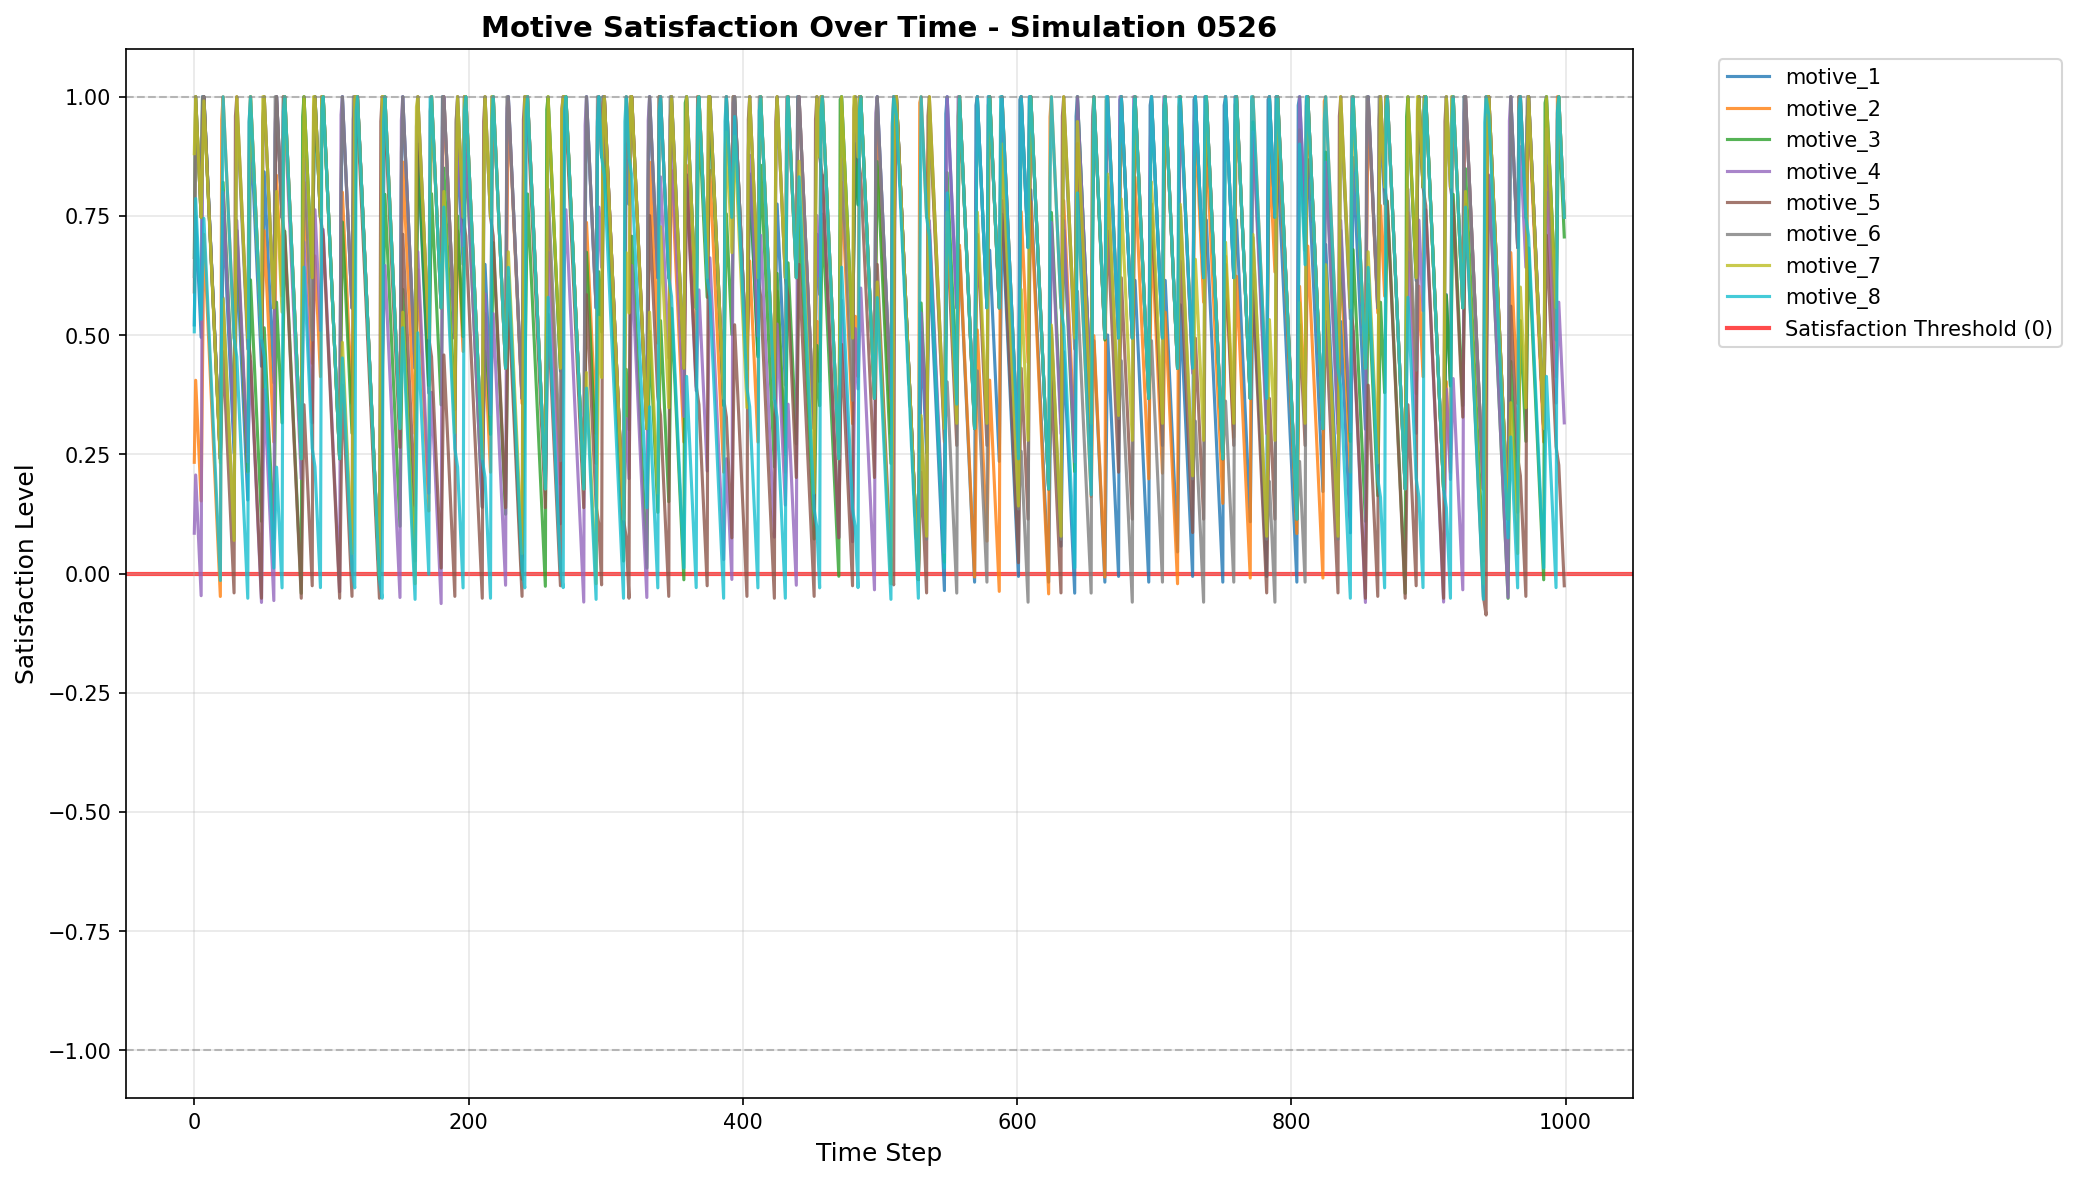 Motive Satisfaction Over Time - Simulation 0526
motive_1
motive_2
motive_3
motive_4
motive_5
motive_6
motive_7
motive_8
Satisfaction Threshold (0)
Satisfaction Level
1.00
0.75
0.50
0.25
0.00
−0.25
−0.50
−0.75
−1.00
0 200 400 600 800 1000
Time Step